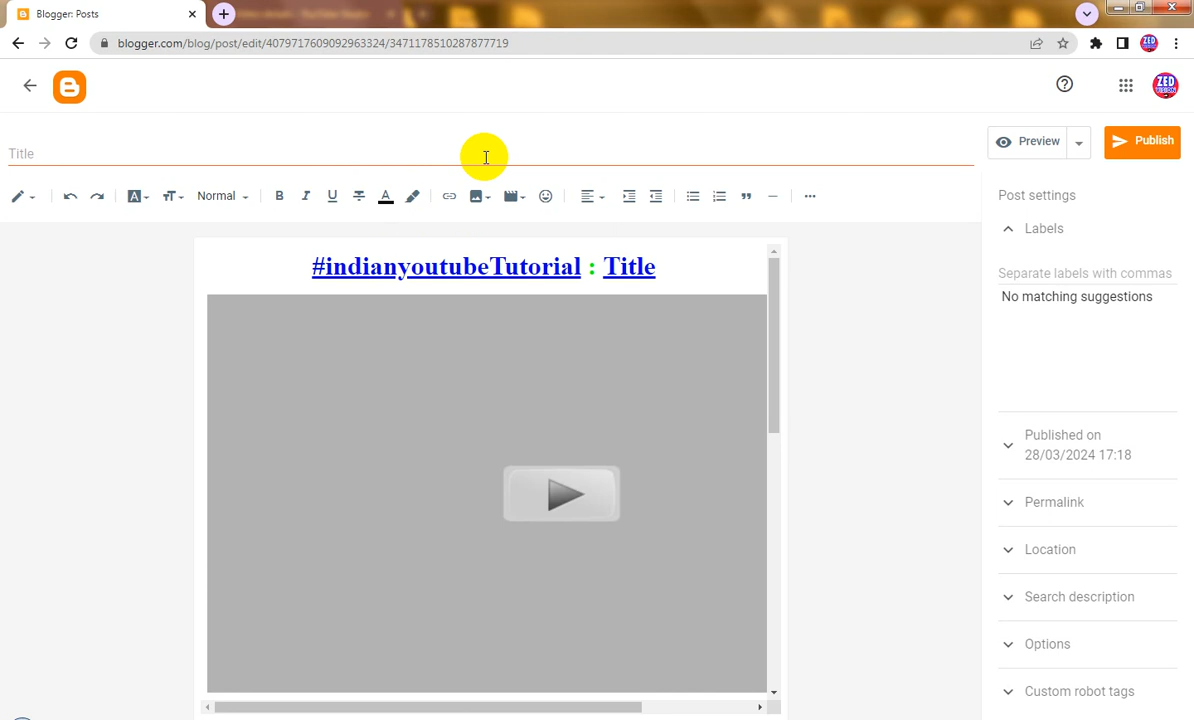 Blogger: Posts
blogger.com/blog/post/edit/4079717609092963324/3471178510287877719
ZED VISION
Title
Preview
Publish
Normal
Post settings
Labels
Separate labels with commas
No matching suggestions
#indianyoutubeTutorial : Title
Published on
28/03/2024 17:18
Permalink
Location
Search description
Options
Custom robot tags